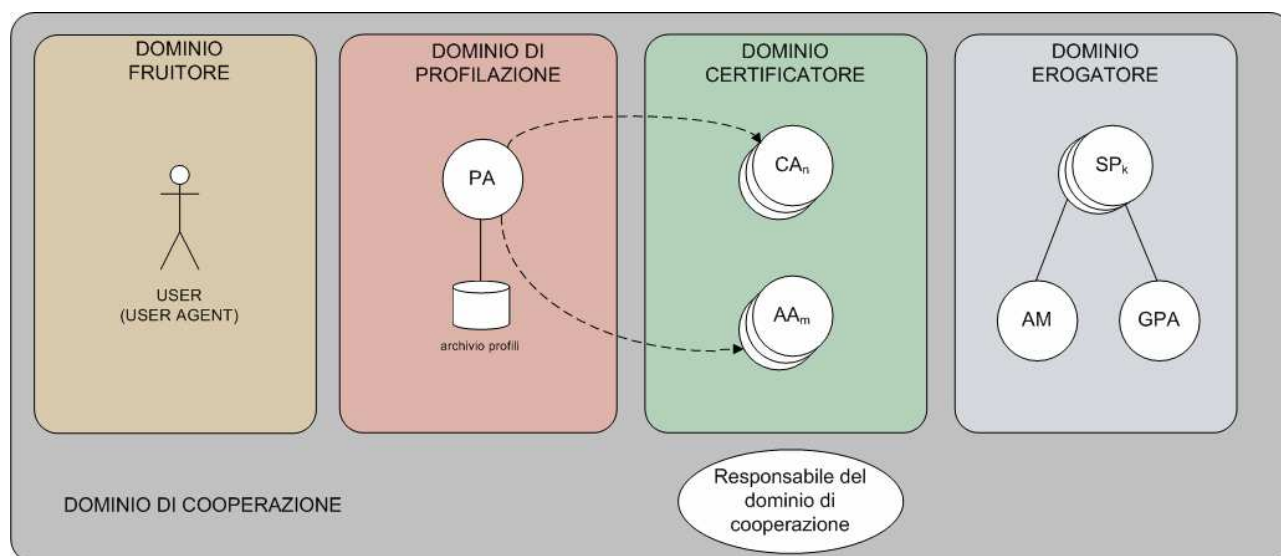 DOMINIO
FRUITORE
USER
(USER AGENT)
DOMINIO DI
PROFILAZIONE
PA
archivio profili
DOMINIO
CERTIFICATORE
CAn
AAm
DOMINIO
EROGATORE
SPk
AM
GPA
DOMINIO DI COOPERAZIONE
Responsabile del
dominio di
cooperazione